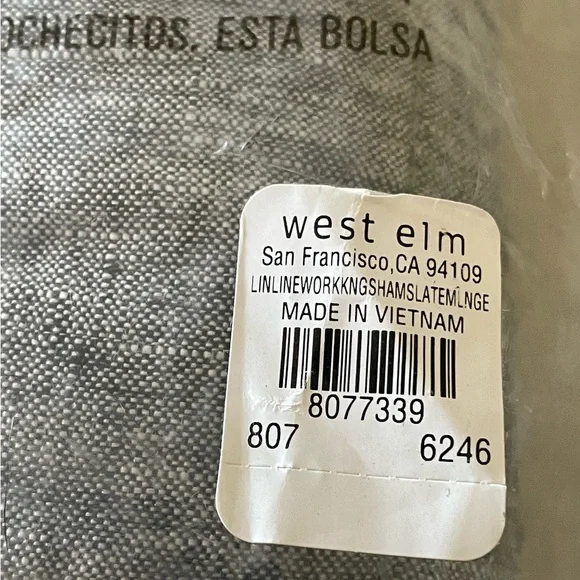 OCHECITOS. ESTA BOLSA
west elm
San Francisco,CA 94109
LINLINEWORKKNGSHAMSLATEMLNGE
MADE IN VIETNAM
8077339
807 6246